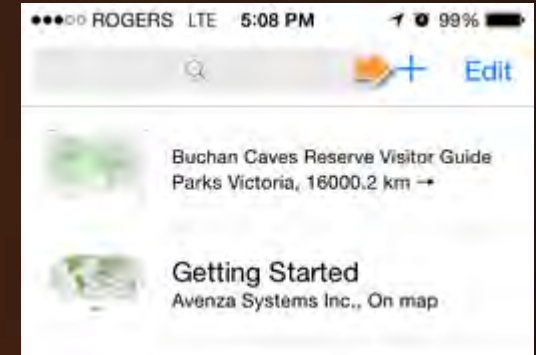 ROGERS LTE 5:08 PM 99%
Edit
Buchan Caves Reserve Visitor Guide
Parks Victoria, 16000.2 km →
Getting Started
Avenza Systems Inc., On map